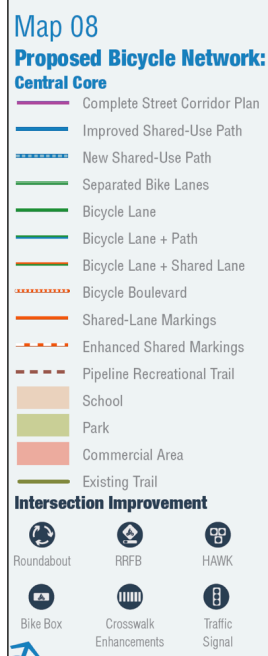 Map 08
Proposed Bicycle Network:
Central Core
Complete Street Corridor Plan
Improved Shared-Use Path
New Shared-Use Path
Separated Bike Lanes
Bicycle Lane
Bicycle Lane + Path
Bicycle Lane + Shared Lane
Bicycle Boulevard
Shared-Lane Markings
Enhanced Shared Markings
Pipeline Recreational Trail
School
Park
Commercial Area
Existing Trail
Intersection Improvement
Roundabout RRFB HAWK
Bike Box Crosswalk Traffic
Enhancements Signal